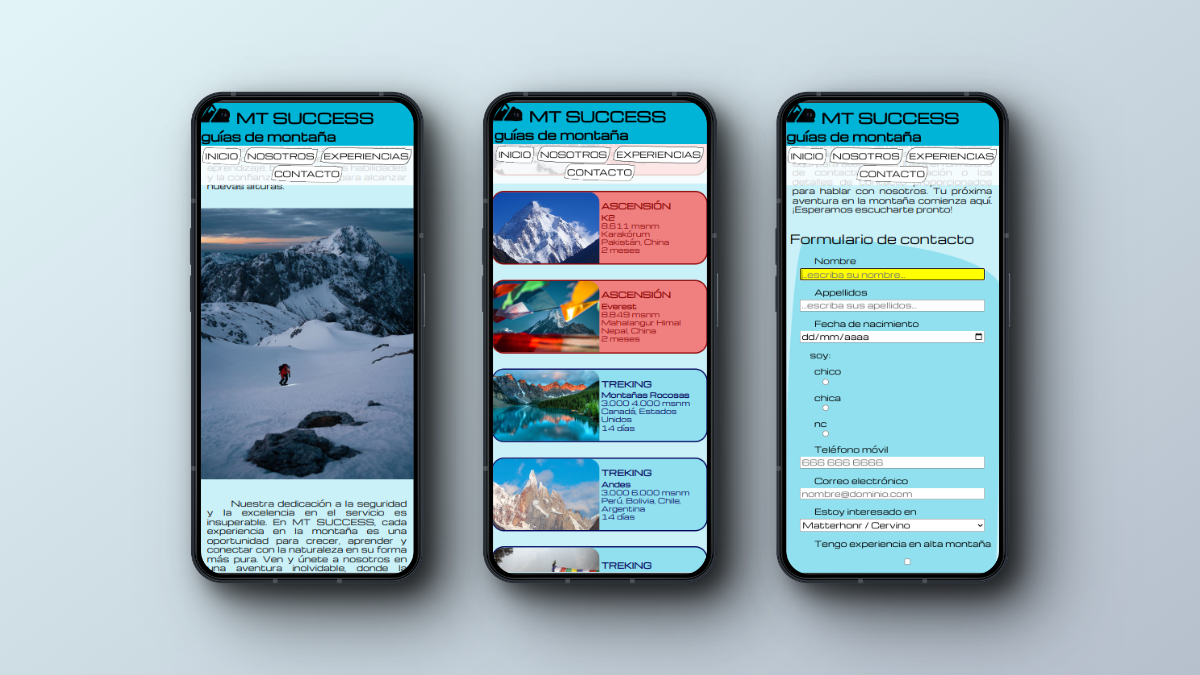 MT SUCCESS
guías de montaña
INICIO NOSOTROS EXPERIENCIAS
CONTACTO
aprendizaje. habilidades
y la confianza para alcanzar
nuevas alturas.
Nuestra dedicación a la seguridad
y la excelencia en el servicio es
insuperable. En MT SUCCESS, cada
experiencia en la montaña es una
oportunidad para crecer, aprender y
conectar con la naturaleza en su forma
más pura. Ven y únete a nosotros en
una aventura inolvidable, donde la
MT SUCCESS
guías de montaña
INICIO NOSOTROS EXPERIENCIAS
CONTACTO
ASCENSIÓN
K2
8.611 msnm
Karakórum
Pakistán, China
2 meses
ASCENSIÓN
Everest
8.849 msnm
Mahalangur Himal
Nepal, China
2 meses
TREKING
Montañas Rocosas
3.000 4.000 msnm
Canadá, Estados
Unidos
14 días
TREKING
Andes
3.000 6.000 msnm
Perú, Bolivia, Chile,
Argentina
14 días
TREKING
MT SUCCESS
guías de montaña
INICIO NOSOTROS EXPERIENCIAS
CONTACTO
de contacto o los
detalles de proporcionados
para hablar con nosotros. Tu próxima
aventura en la montaña comienza aquí.
¡Esperamos escucharte pronto!
Formulario de contacto
Nombre
..escriba su nombre..
Appellidos
..escriba sus apellidos..
Fecha de nacimiento
dd/mm/aaaa
soy:
chico
chica
nc
Teléfono móvil
666 666 6666
Correo electrónico
nombre@dominio.com
Estoy interesado en
Matterhonr / Cervino
Tengo experiencia en alta montaña